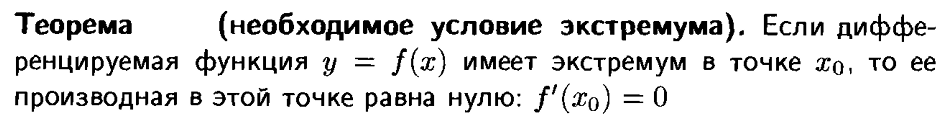 Теорема (необходимое условие экстремума). Если диффе-
ренцируемая функция y = f(x) имеет экстремум в точке x₀, то ее
производная в этой точке равна нулю: f′(x₀) = 0